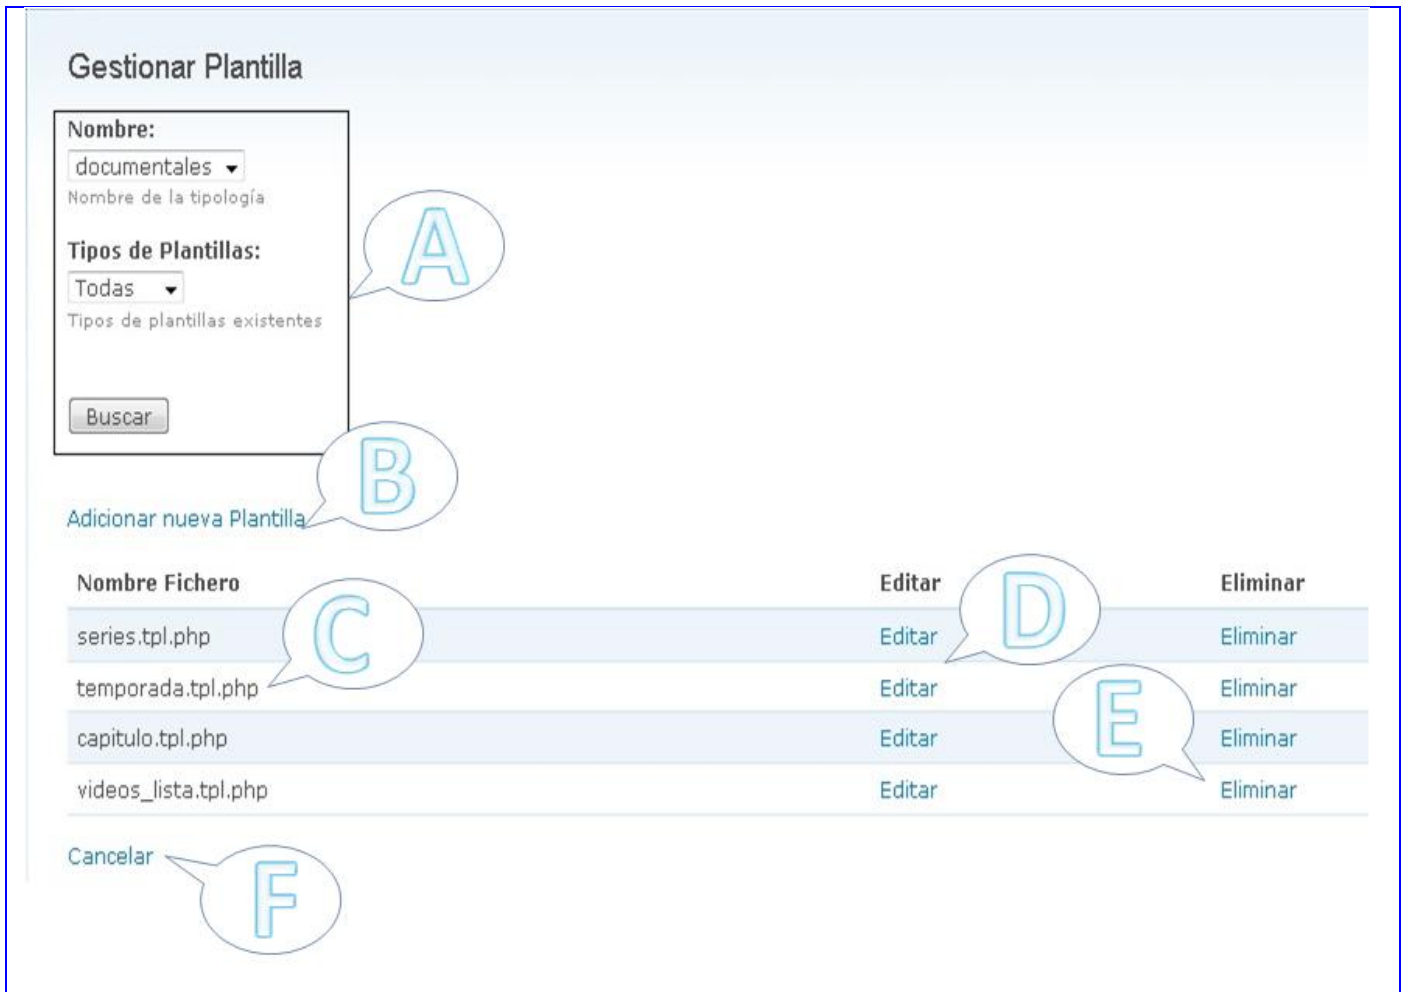 Gestionar Plantilla
Nombre:
documentales
Nombre de la tipología
A
Tipos de Plantillas:
Todas
Tipos de plantillas existentes
Buscar
B
Adicionar nueva Plantilla
Nombre Fichero Editar Eliminar
C D
series.tpl.php Editar Eliminar
temporada.tpl.php Editar Eliminar
E
capitulo.tpl.php Editar Eliminar
videos_lista.tpl.php Editar Eliminar
Cancelar
F